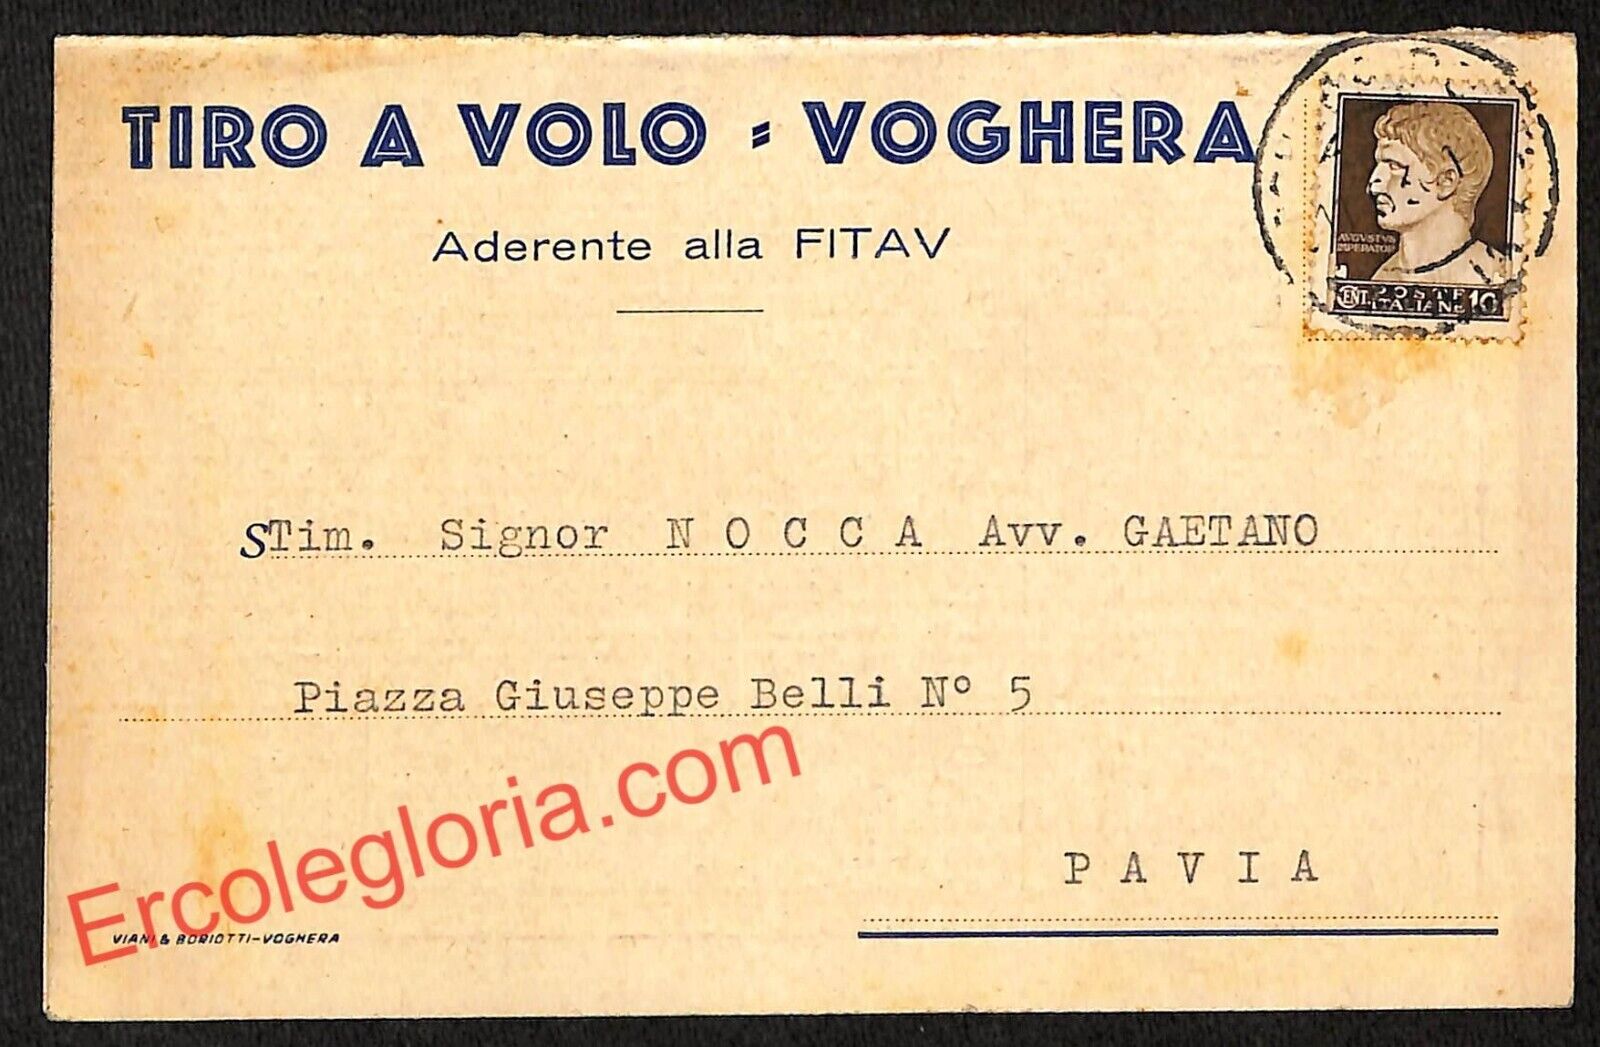 TIRO A VOLO = VOGHERA
Aderente alla FITAV
AVGVSTVS
IMPERATOR
CENT. POSTE ITALIANE 10
STim. Signor N O C C A Avv. GAETANO
Piazza Giuseppe Belli N° 5
P A V I A
Ercolegloria.com
VIANI & BORIOTTI-VOGHERA